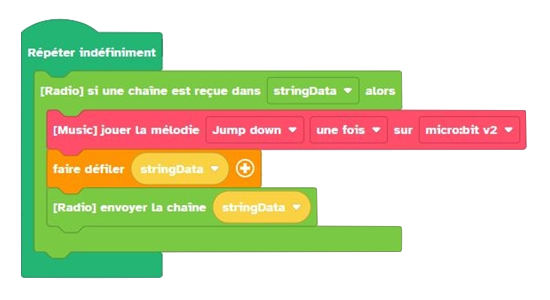 Répéter indéfiniment
[Radio] si une chaîne est reçue dans stringData alors
[Music] jouer la mélodie Jump down une fois sur micro:bit v2
faire défiler stringData
[Radio] envoyer la chaîne stringData